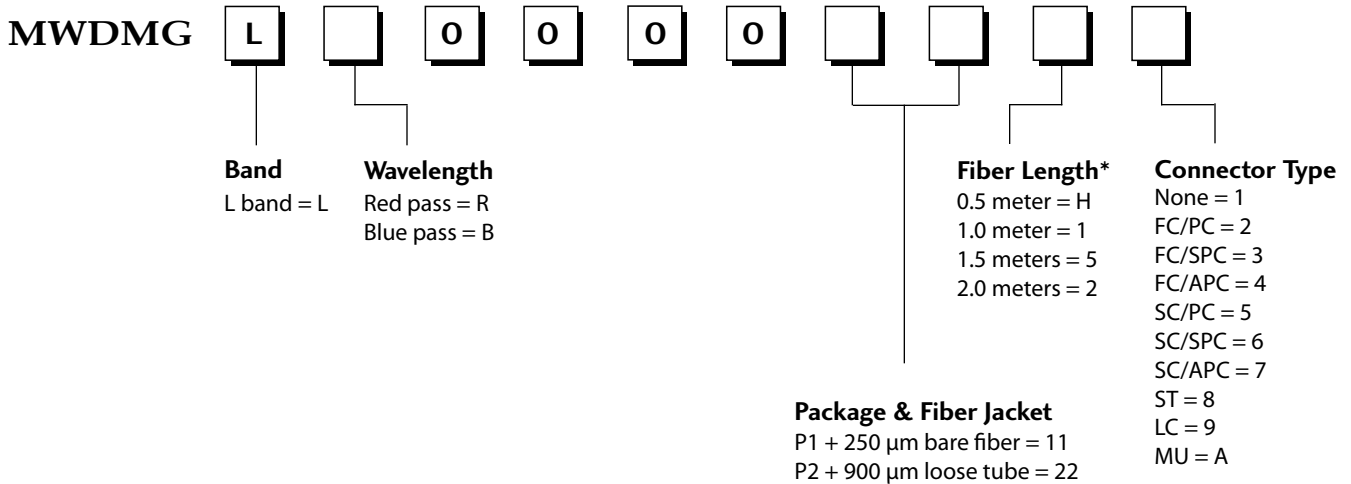 MWDMG L 0 0 0 0
Band
L band = L
Wavelength
Red pass = R
Blue pass = B
Fiber Length*
0.5 meter = H
1.0 meter = 1
1.5 meters = 5
2.0 meters = 2
Connector Type
None = 1
FC/PC = 2
FC/SPC = 3
FC/APC = 4
SC/PC = 5
SC/SPC = 6
SC/APC = 7
ST = 8
LC = 9
MU = A
Package & Fiber Jacket
P1 + 250 µm bare fiber = 11
P2 + 900 µm loose tube = 22